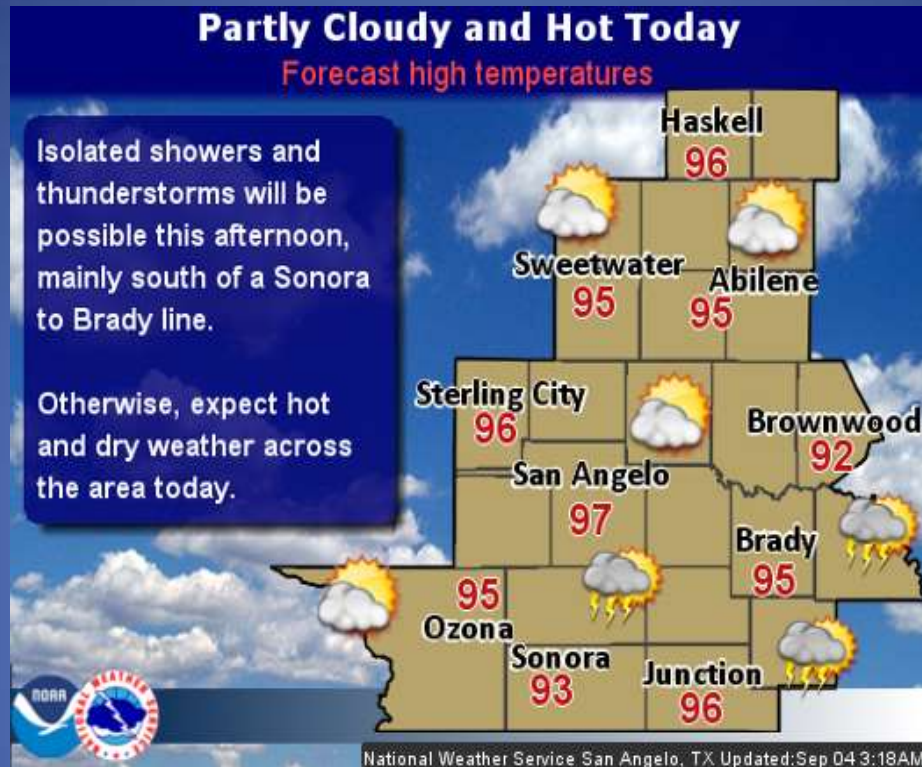 Partly Cloudy and Hot Today
Forecast high temperatures
Isolated showers and
thunderstorms will be
possible this afternoon,
mainly south of a Sonora
to Brady line.
Otherwise, expect hot
and dry weather across
the area today.
Haskell
96
Sweetwater
95
Abilene
95
Sterling City
96
Brownwood
92
San Angelo
97
Brady
95
95
Ozona
Sonora
93
Junction
96
NOAA
NATIONAL WEATHER SERVICE
National Weather Service San Angelo, TX Updated:Sep 04 3:18AM